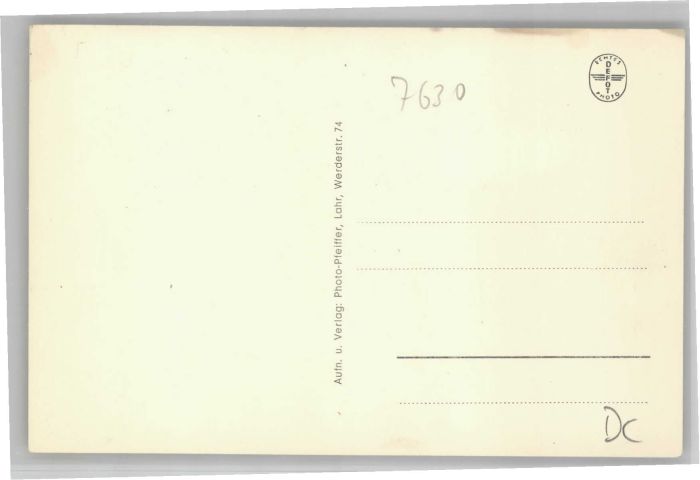 7630
ECHTES
DEFOT
PHOTO
Aufn. u. Verlag: Photo-Pfeiffer, Lahr, Werderstr. 74
DC